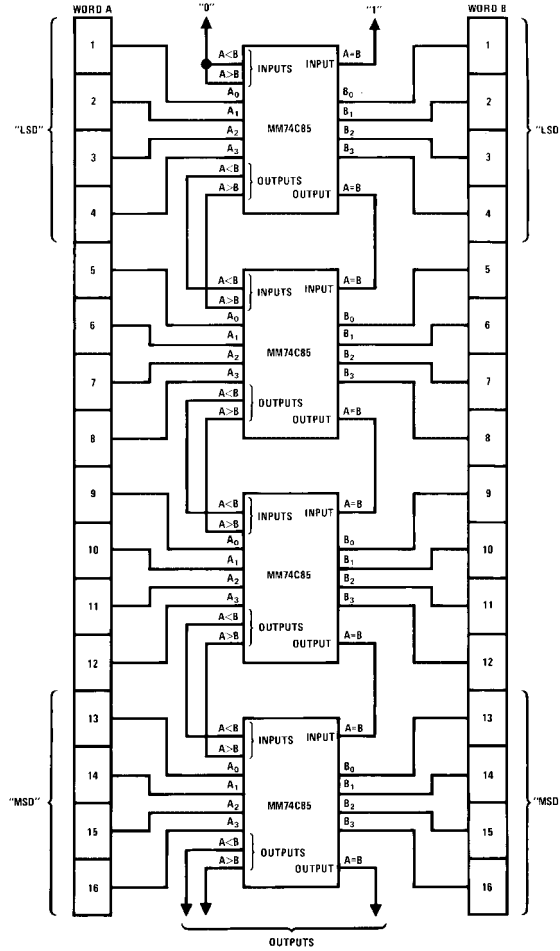 WORD A "0" "1" WORD B
1 A<B INPUTS INPUT A=B 1
A>B
2 A₀ B₀ 2
A₁ B₁
"LSD" MM74C85 "LSD
3 A₂ B₂ 3
A₃ B₃
A<B OUTPUTS
4 A>B OUTPUT A=B 4
5 A<B INPUTS INPUT A=B 5
A>B
6 A₀ B₀ 6
A₁ B₁
MM74C85
7 A₂ B₂ 7
A₃ B₃
A<B OUTPUTS
8 A>B OUTPUT A=B 8
9 A<B INPUTS INPUT A=B 9
A>B
10 A₀ B₀ 10
A₁ B₁
MM74C85
11 A₂ B₂ 11
A₃ B₃
A<B OUTPUTS
12 A>B OUTPUT A=B 12
13 A<B INPUTS INPUT A=B 13
A>B
14 A₀ B₀ 14
A₁ B₁
"MSD" MM74C85 "MSD
15 A₂ B₂ 15
A₃ B₃
A<B OUTPUTS
16 A>B OUTPUT A=B 16
OUTPUTS